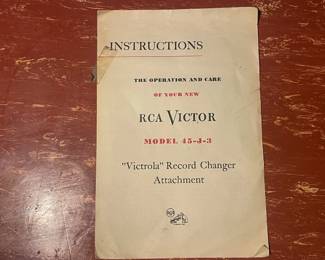 INSTRUCTIONS
THE OPERATION AND CARE
OF YOUR NEW
RCA VICTOR
MODEL 45-J-3
"Victrola" Record Changer
Attachment